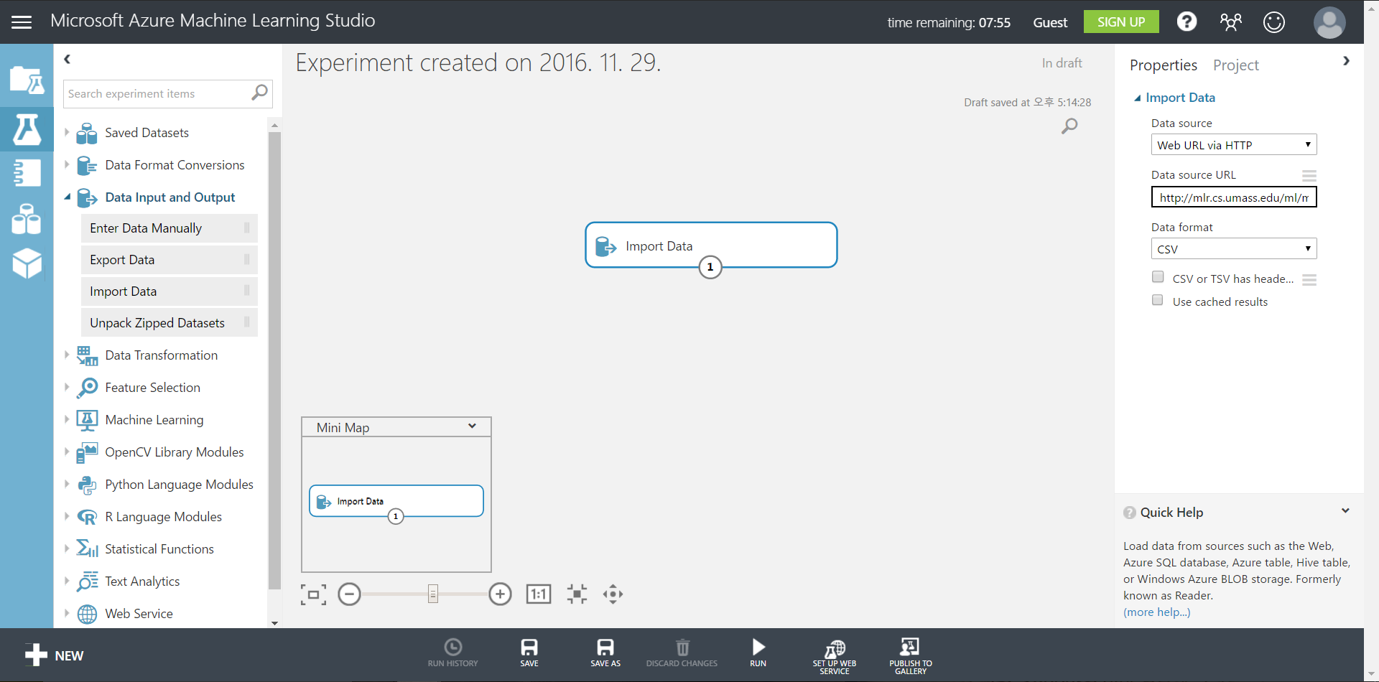 Microsoft Azure Machine Learning Studio
time remaining: 07:55
Guest
SIGN UP
?
Search experiment items
Saved Datasets
Data Format Conversions
Data Input and Output
Enter Data Manually
Export Data
Import Data
Unpack Zipped Datasets
Data Transformation
Feature Selection
Machine Learning
OpenCV Library Modules
Python Language Modules
R Language Modules
Statistical Functions
Text Analytics
Web Service
Experiment created on 2016. 11. 29.
In draft
Draft saved at 오후 5:14:28
Import Data
1
Mini Map
Import Data
1
1:1
Properties
Project
Import Data
Data source
Web URL via HTTP
Data source URL
http://mlr.cs.umass.edu/ml/m
Data format
CSV
CSV or TSV has heade...
Use cached results
? Quick Help
Load data from sources such as the Web,
Azure SQL database, Azure table, Hive table,
or Windows Azure BLOB storage. Formerly
known as Reader.
(more help...)
NEW
RUN HISTORY
SAVE
SAVE AS
DISCARD CHANGES
RUN
SET UP WEB
SERVICE
PUBLISH TO
GALLERY